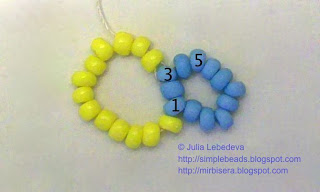 5
3
1
© Julia Lebedeva
http://simplebeads.blogspot.com
http://mirbisera.blogspot.com